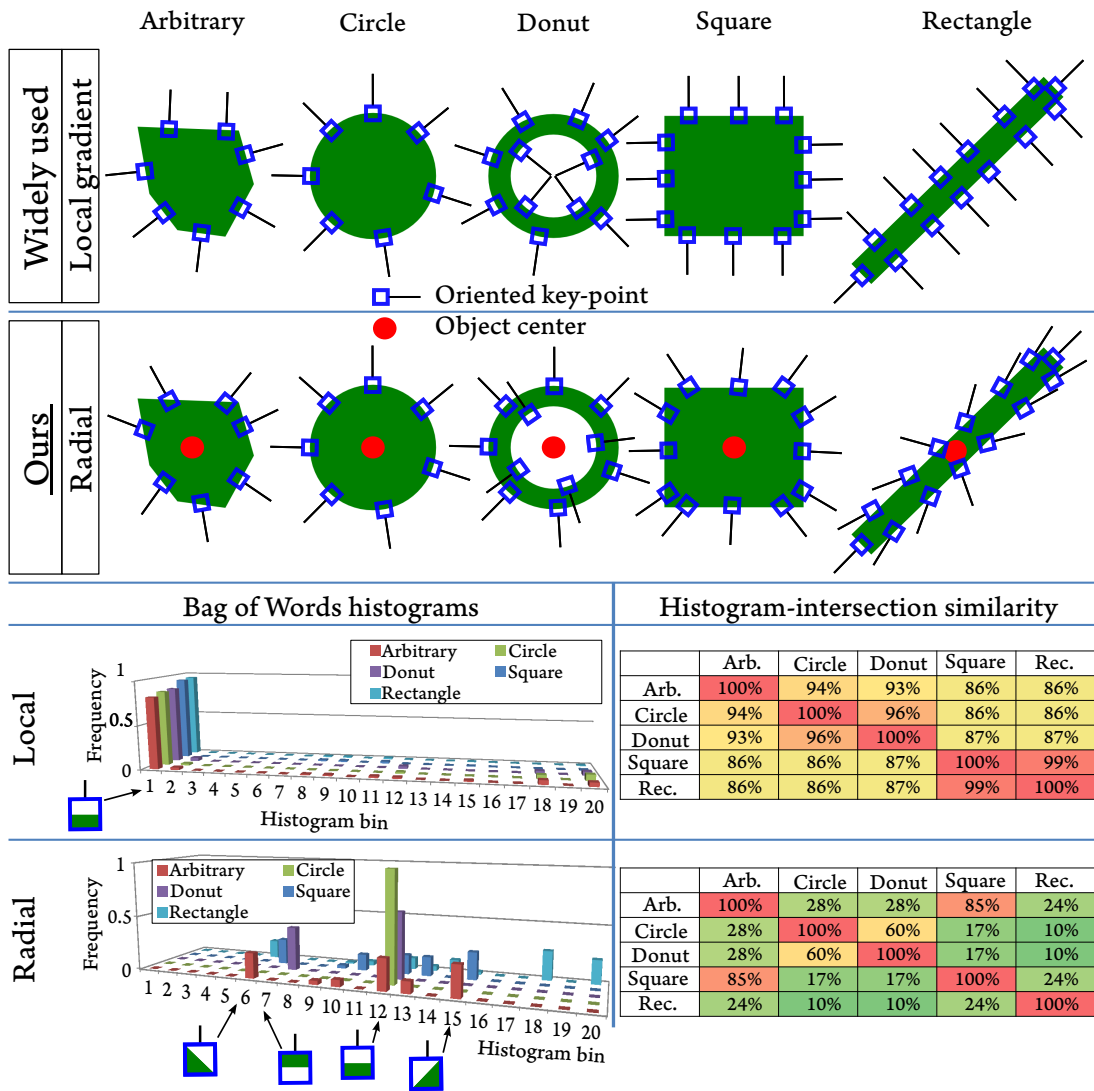 Arbitrary Circle Donut Square Rectangle
Widely used
Local gradient
Oriented key-point
Object center
Ours
Radial
Bag of Words histograms
Histogram-intersection similarity
Local
Frequency
1
0.5
0
Arbitrary Circle
Donut Square
Rectangle
1 2 3 4 5 6 7 8 9 10 11 12 13 14 15 16 17 18 19 20
Histogram bin
Arb. Circle Donut Square Rec.
Arb. 100% 94% 93% 86% 86%
Circle 94% 100% 96% 86% 86%
Donut 93% 96% 100% 87% 87%
Square 86% 86% 87% 100% 99%
Rec. 86% 86% 87% 99% 100%
Radial
Frequency
1
0.5
0
Arbitrary Circle
Donut Square
Rectangle
1 2 3 4 5 6 7 8 9 10 11 12 13 14 15 16 17 18 19 20
Histogram bin
Arb. Circle Donut Square Rec.
Arb. 100% 28% 28% 85% 24%
Circle 28% 100% 60% 17% 10%
Donut 28% 60% 100% 17% 10%
Square 85% 17% 17% 100% 24%
Rec. 24% 10% 10% 24% 100%